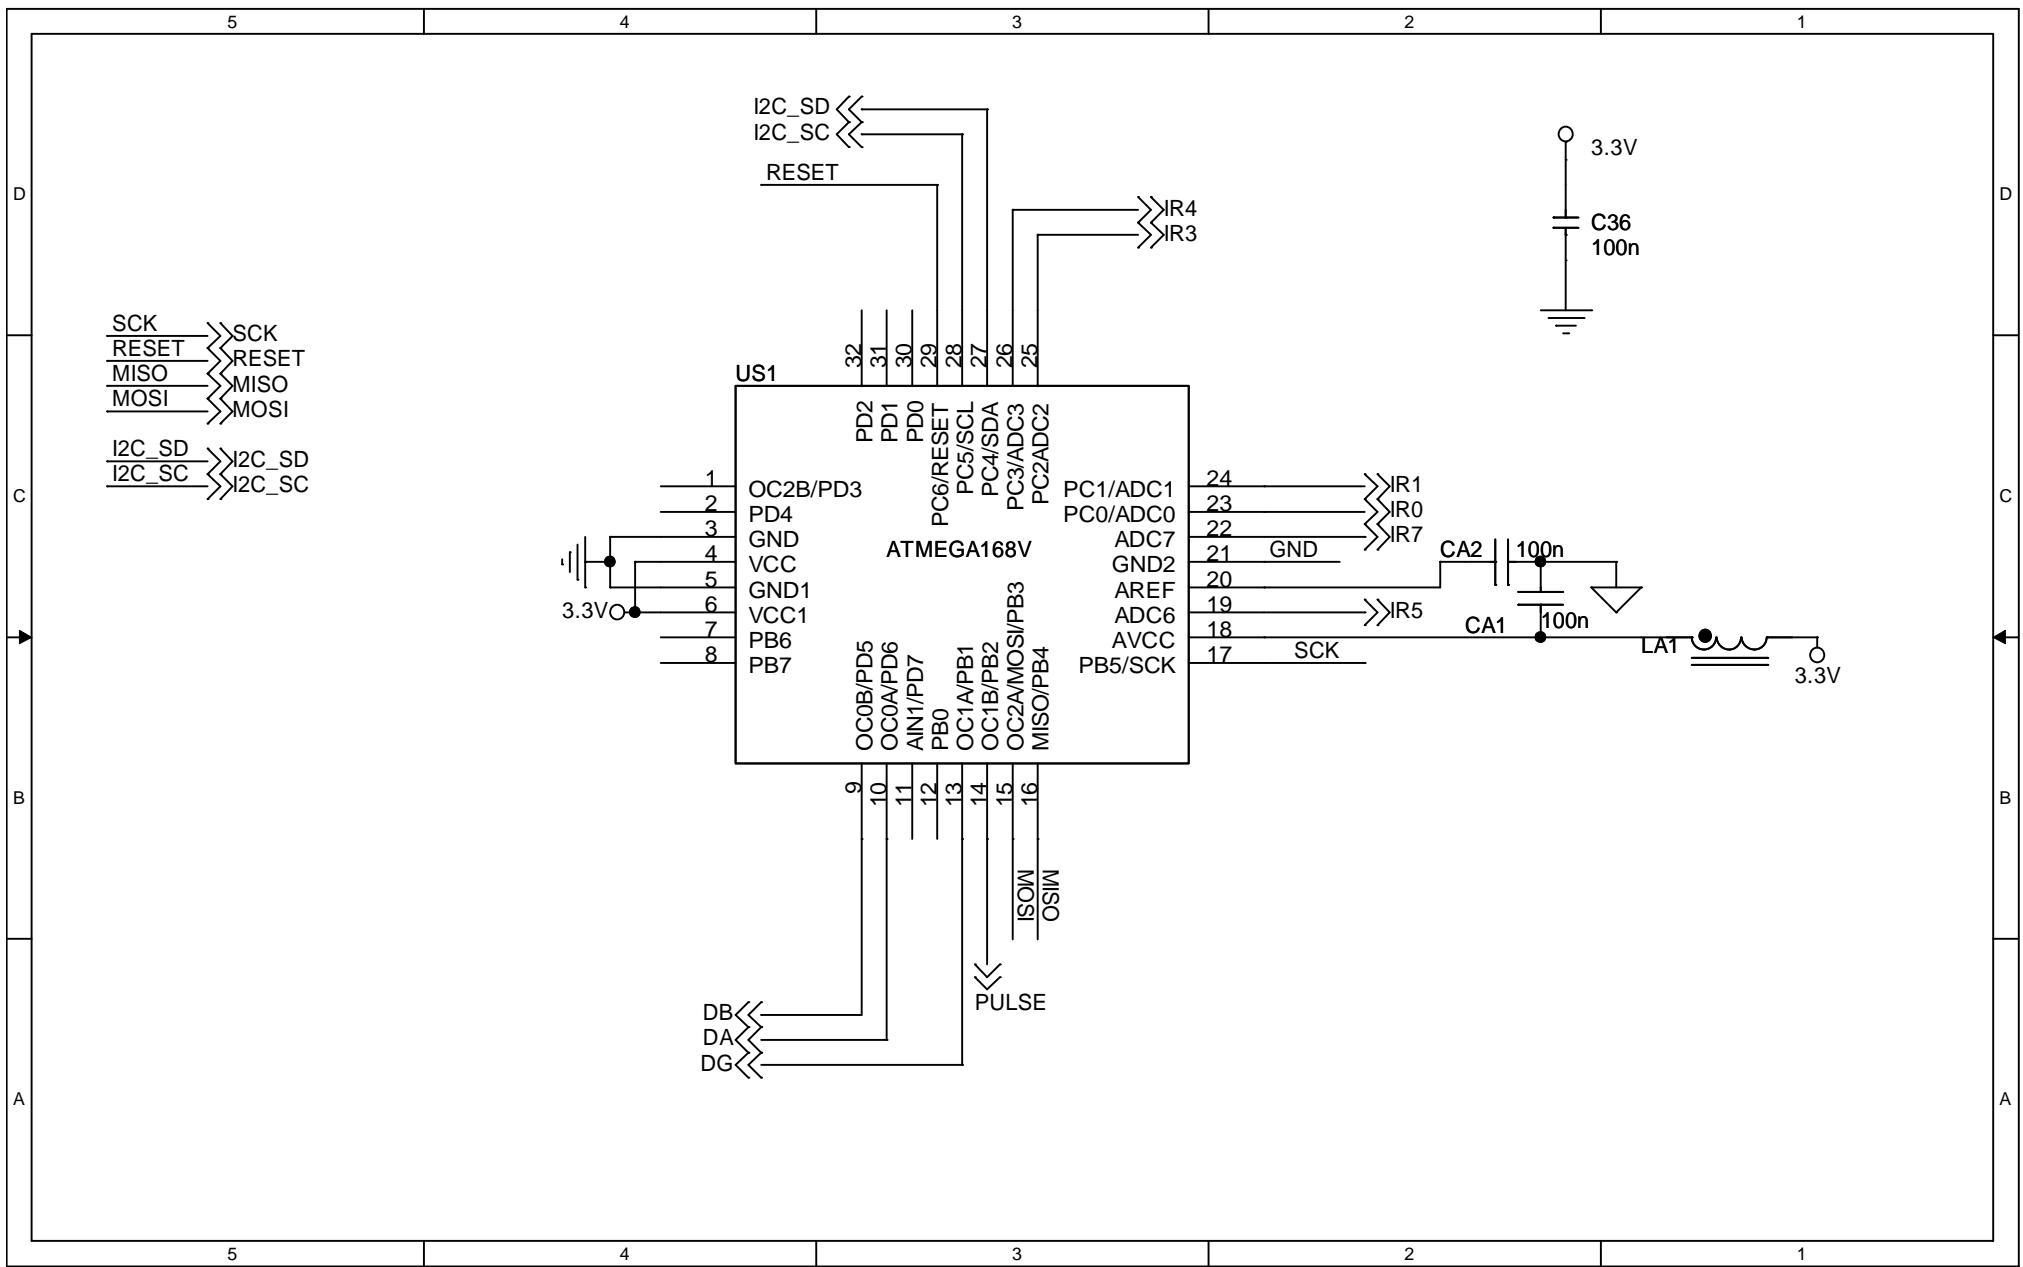 5 4 3 2 1
D D
C C
B B
A A
I2C_SD
I2C_SC
RESET
IR4
IR3
3.3V
C36
100n
SCK SCK
RESET RESET
MISO MISO
MOSI MOSI
I2C_SD I2C_SD
I2C_SC I2C_SC
US1
32 31 30 29 28 27 26 25
PD2
PD1
PD0
PC6/RESET
PC5/SCL
PC4/SDA
PC3/ADC3
PC2ADC2
1 OC2B/PD3
2 PD4
3 GND
4 VCC
5 GND1
6 VCC1
7 PB6
8 PB7
3.3V
ATMEGA168V
PC1/ADC1 24 IR1
PC0/ADC0 23 IR0
ADC7 22 IR7
GND2 21 GND
AREF 20
ADC6 19 IR5
AVCC 18
PB5/SCK 17 SCK
CA2 100n
CA1 100n
LA1
3.3V
OC0B/PD5
OC0A/PD6
AIN1/PD7
PB0
OC1A/PB1
OC1B/PB2
OC2A/MOSI/PB3
MISO/PB4
9 10 11 12 13 14 15 16
MOSI
MISO
PULSE
DB
DA
DG
5 4 3 2 1